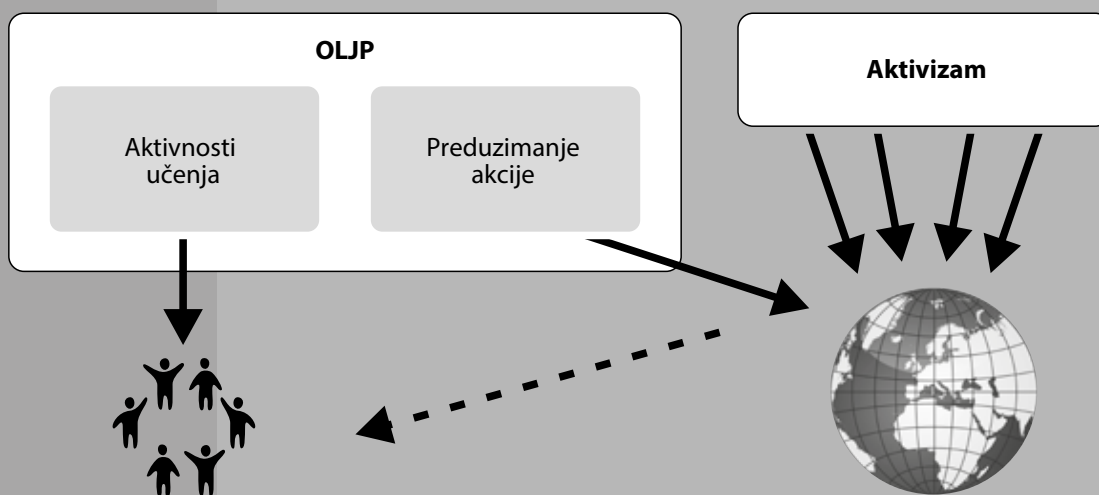 OLJP
Aktivnosti
učenja
Preduzimanje
akcije
Aktivizam